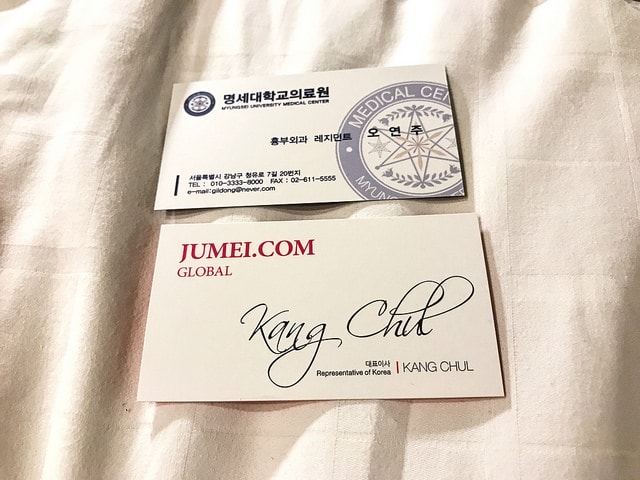 명세대학교의료원
MYUNGSEI UNIVERSITY MEDICAL CENTER
흉부외과 레지던트 오 연 주
서울특별시 강남구 청유로 7길 20번지
TEL : 010-3333-8000 FAX : 02-611-5555
e-mail:gildong@never.com
MEDICAL CE
MYUNGS
JUMEI.COM
GLOBAL
Kang Chul
대표이사
Representative of Korea | KANG CHUL